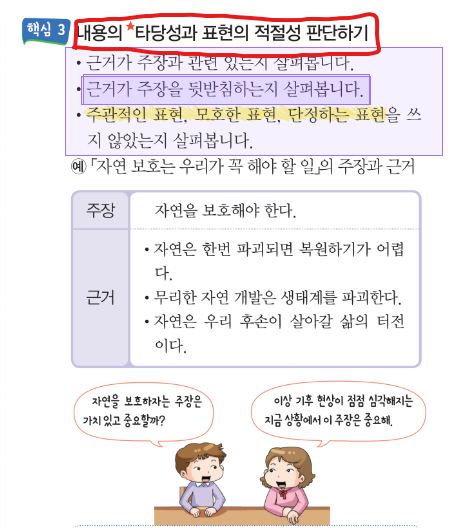 핵심 3 내용의 *타당성과 표현의 적절성 판단하기
• 근거가 주장과 관련 있는지 살펴봅니다.
• 근거가 주장을 뒷받침하는지 살펴봅니다.
• 주관적인 표현, 모호한 표현, 단정하는 표현을 쓰
지 않았는지 살펴봅니다.
예 「자연 보호는 우리가 꼭 해야 할 일」의 주장과 근거
주장 자연을 보호해야 한다.
근거
• 자연은 한번 파괴되면 복원하기가 어렵
다.
• 무리한 자연 개발은 생태계를 파괴한다.
• 자연은 우리 후손이 살아갈 삶의 터전
이다.
자연을 보호하자는 주장은
가치 있고 중요할까?
이상 기후 현상이 점점 심각해지는
지금 상황에서 이 주장은 중요해.